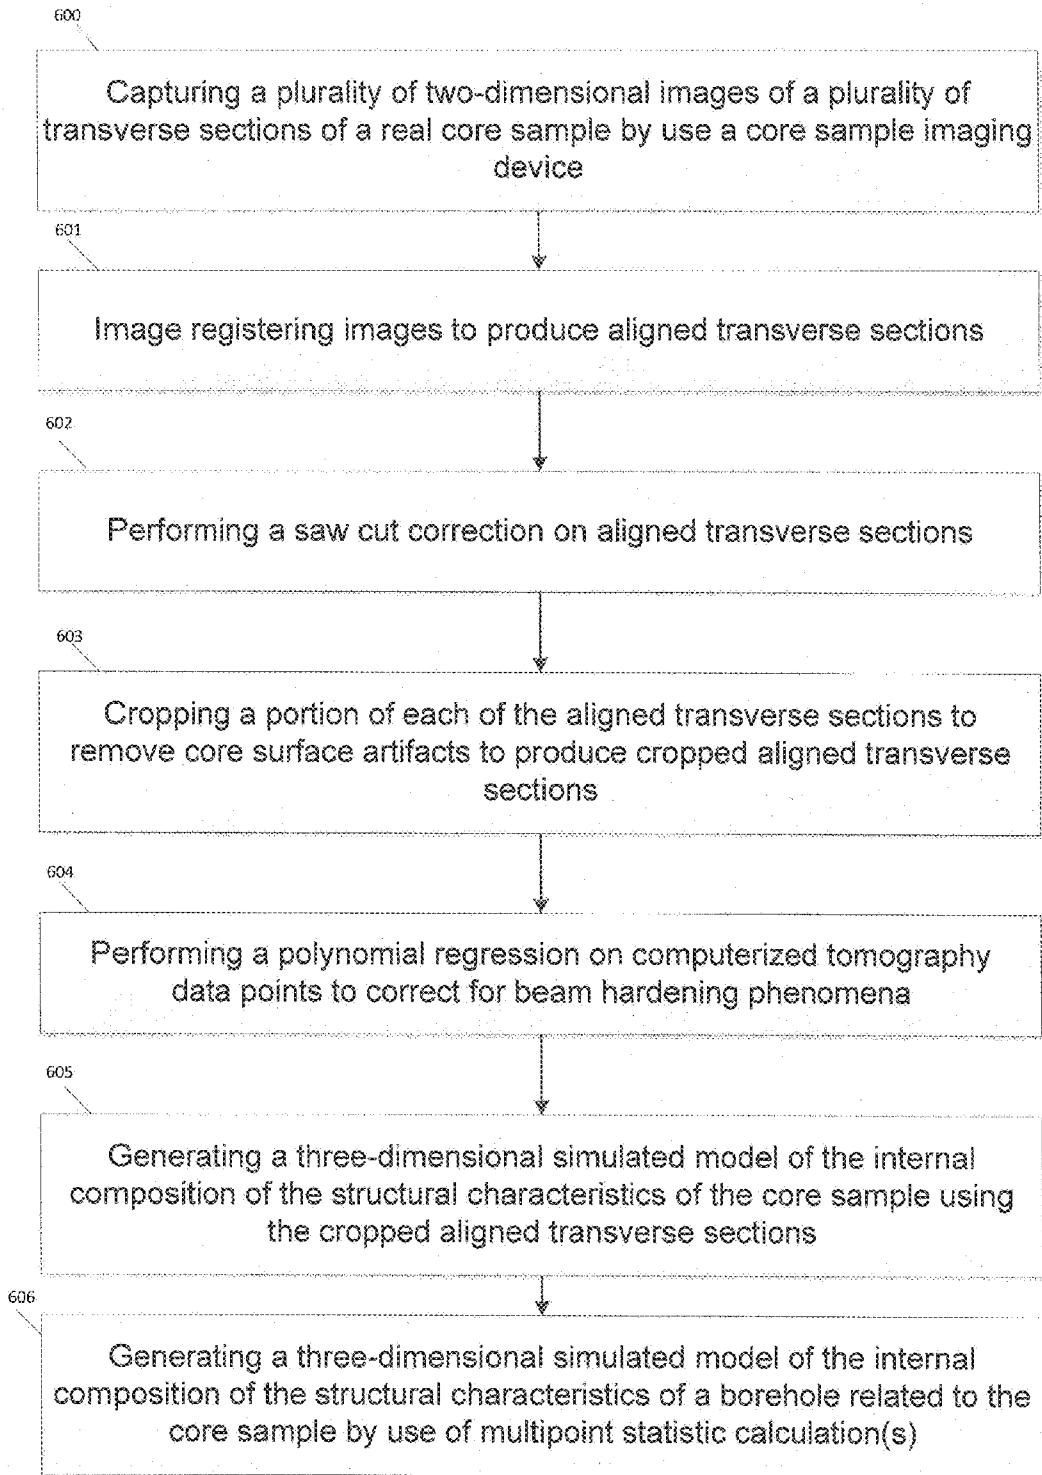 600
Capturing a plurality of two-dimensional images of a plurality of
transverse sections of a real core sample by use a core sample imaging
device
601
Image registering images to produce aligned transverse sections
602
Performing a saw cut correction on aligned transverse sections
603
Cropping a portion of each of the aligned transverse sections to
remove core surface artifacts to produce cropped aligned transverse
sections
604
Performing a polynomial regression on computerized tomography
data points to correct for beam hardening phenomena
605
Generating a three-dimensional simulated model of the internal
composition of the structural characteristics of the core sample using
the cropped aligned transverse sections
606
Generating a three-dimensional simulated model of the internal
composition of the structural characteristics of a borehole related to the
core sample by use of multipoint statistic calculation(s)